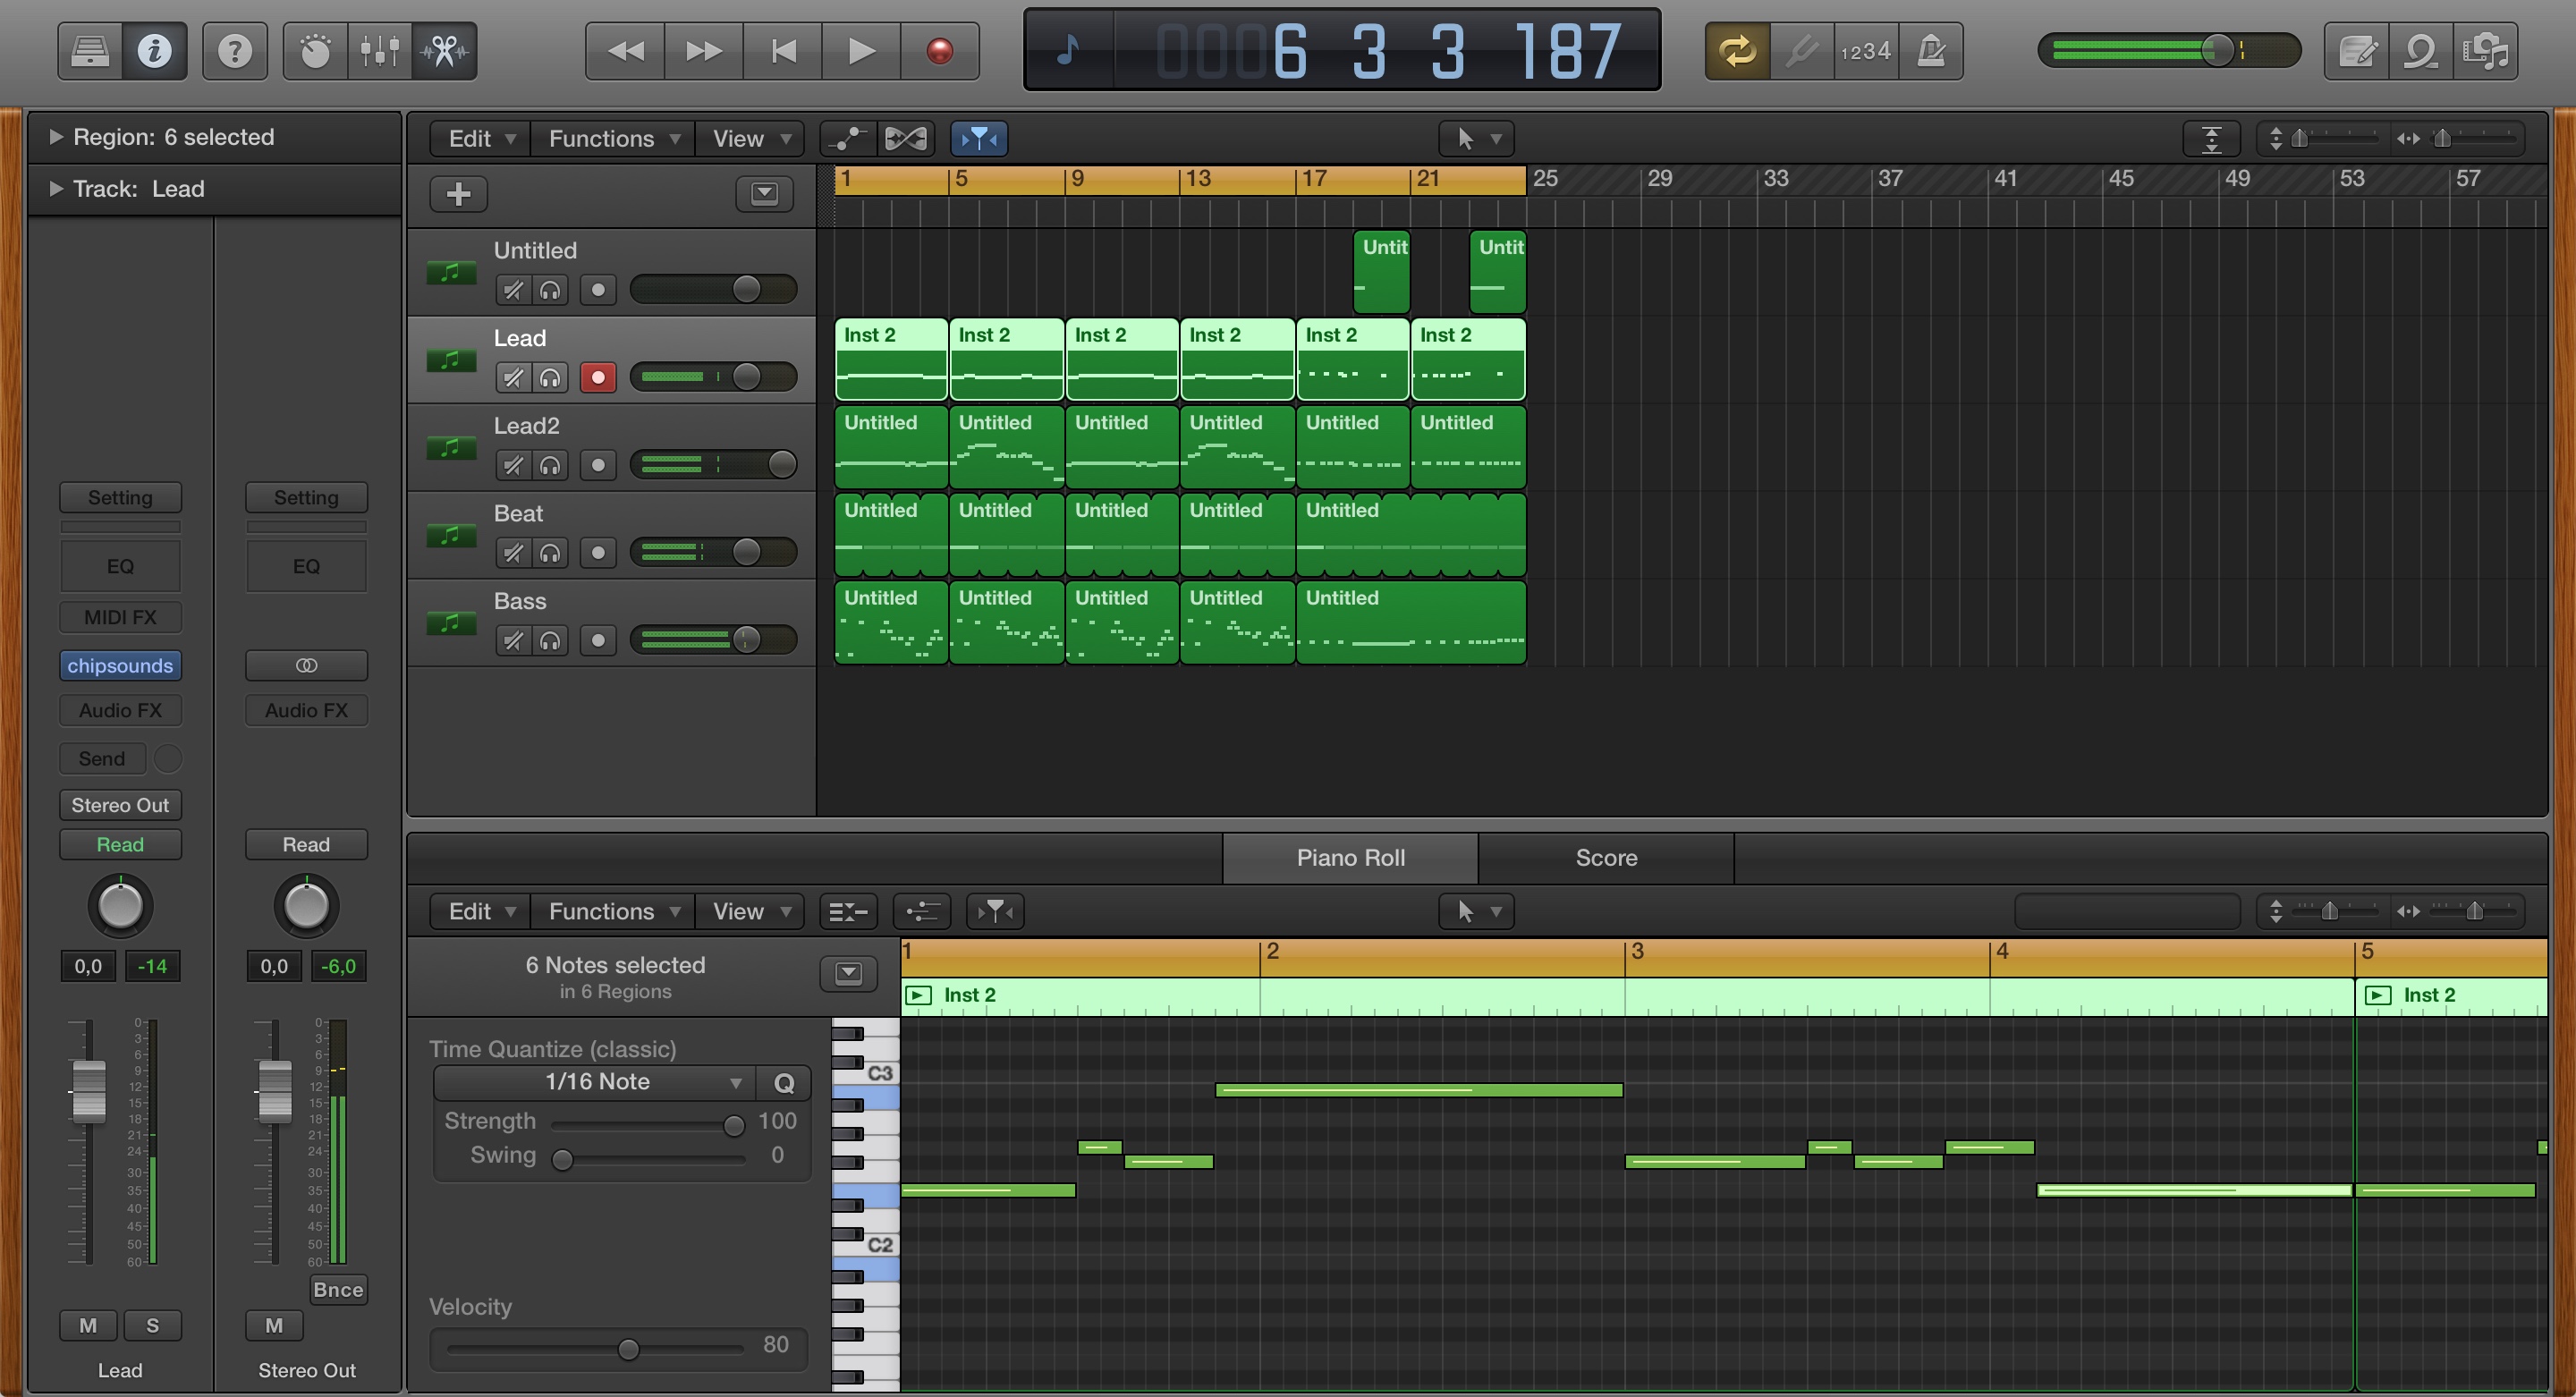 0006 3 3 187
1234
Region: 6 selected
Track: Lead
Edit Functions View
1 5 9 13 17 21 25 29 33 37 41 45 49 53 57
Untitled
Untit Untit
Lead
Inst 2 Inst 2 Inst 2 Inst 2 Inst 2 Inst 2
Lead2
Untitled Untitled Untitled Untitled Untitled Untitled
Beat
Untitled Untitled Untitled Untitled Untitled
Bass
Untitled Untitled Untitled Untitled Untitled
Setting Setting
EQ EQ
MIDI FX
chipsounds
Audio FX Audio FX
Send
Stereo Out
Read Read
0,0 -14 0,0 -6,0
0 0
3 3
6 6
9 9
12 12
15 15
18 18
21 21
24 24
30 30
35 35
40 40
45 45
50 50
60 60
Bnce
M S M
Lead Stereo Out
Piano Roll Score
Edit Functions View
6 Notes selected
in 6 Regions
1 2 3 4 5
Inst 2 Inst 2
Time Quantize (classic)
1/16 Note Q
Strength 100
Swing 0
Velocity
80
C3
C2